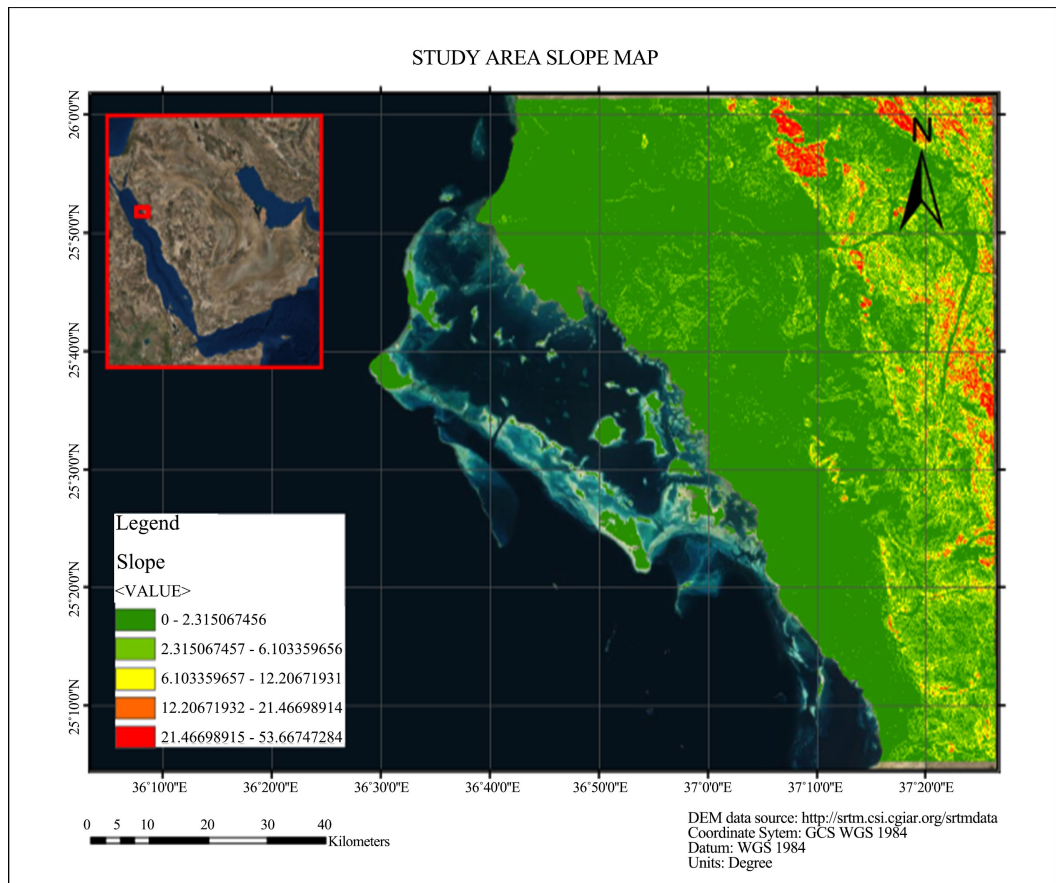 STUDY AREA SLOPE MAP
26°0'0"N
25°50'0"N
25°40'0"N
25°30'0"N
25°20'0"N
25°10'0"N
N
Legend
Slope
<VALUE>
0 - 2.315067456
2.315067457 - 6.103359656
6.103359657 - 12.20671931
12.20671932 - 21.46698914
21.46698915 - 53.66747284
36°10'0"E
36°20'0"E
36°30'0"E
36°40'0"E
36°50'0"E
37°0'0"E
37°10'0"E
37°20'0"E
0 5 10 20 30 40
Kilometers
DEM data source: http://srtm.csi.cgiar.org/srtmdata
Coordinate Sytem: GCS WGS 1984
Datum: WGS 1984
Units: Degree